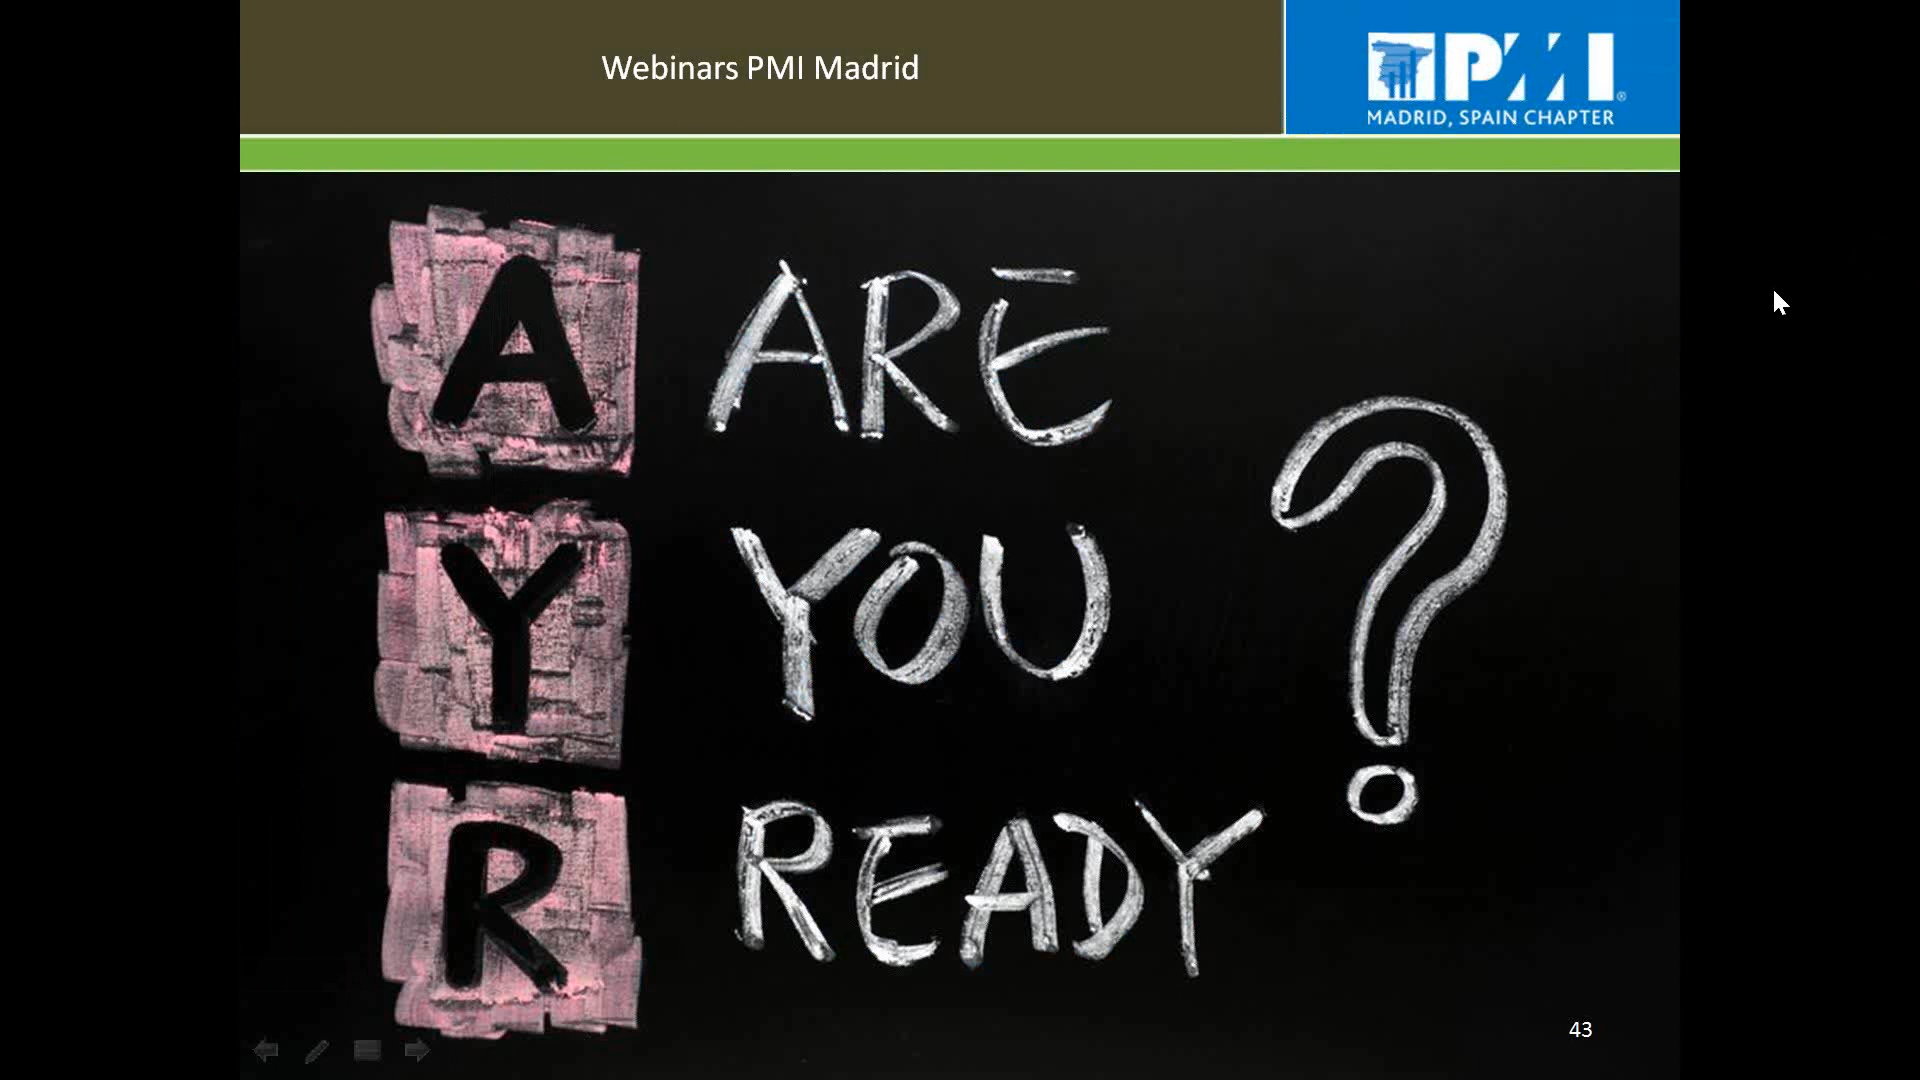 Webinars PMI Madrid
PMI®
MADRID, SPAIN CHAPTER
A ARE
Y YOU
R READY
?
43